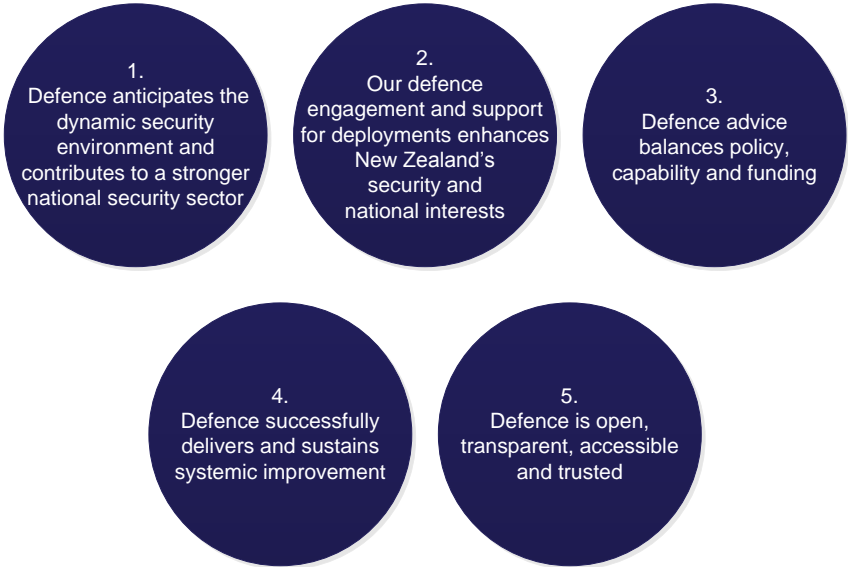 1.
Defence anticipates the
dynamic security
environment and
contributes to a stronger
national security sector
2.
Our defence
engagement and support
for deployments enhances
New Zealand’s
security and
national interests
3.
Defence advice
balances policy,
capability and funding
4.
Defence successfully
delivers and sustains
systemic improvement
5.
Defence is open,
transparent, accessible
and trusted